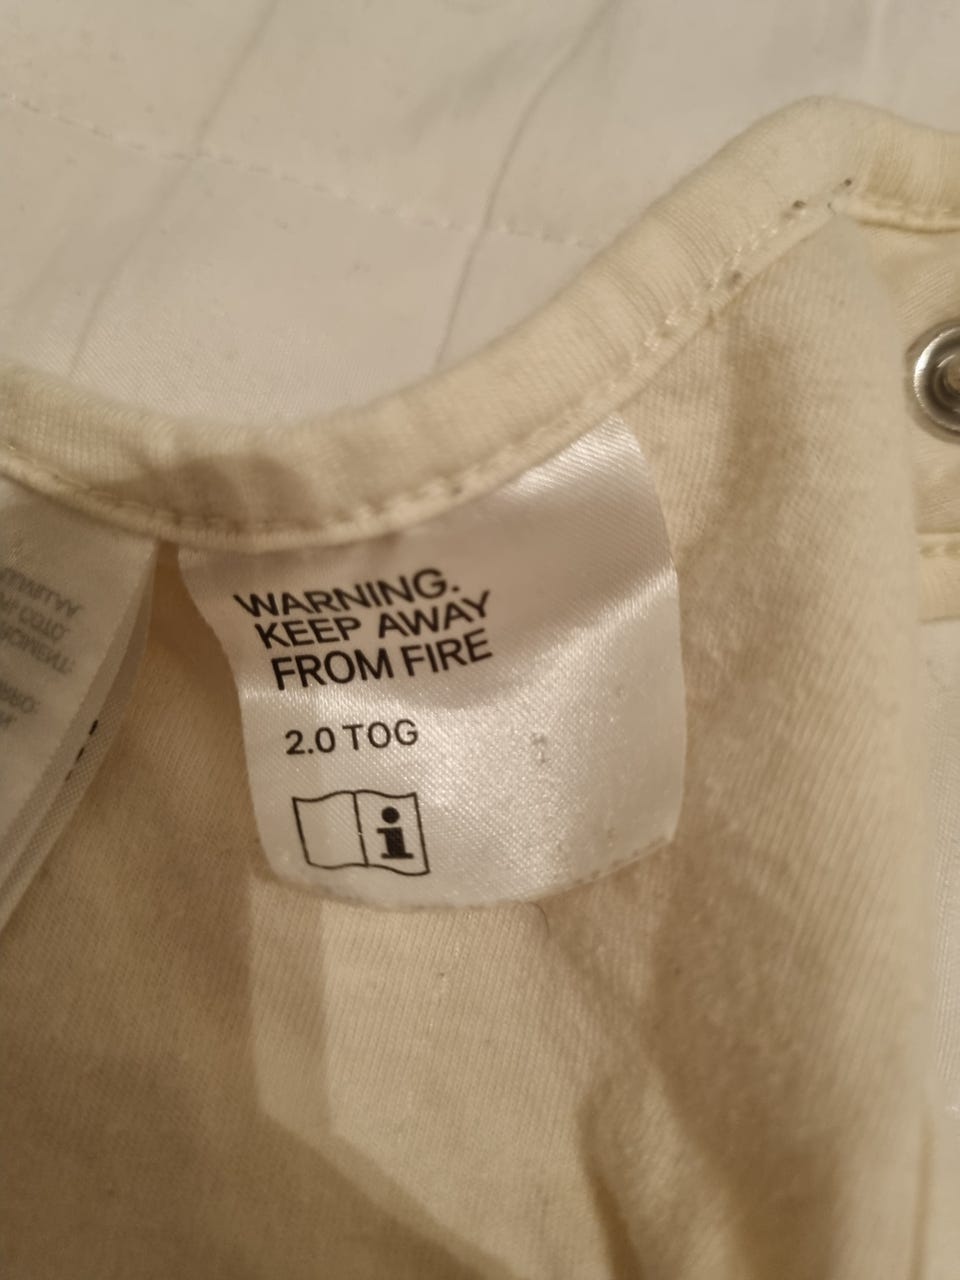 WARNING.
KEEP AWAY
FROM FIRE
2.0 TOG
i